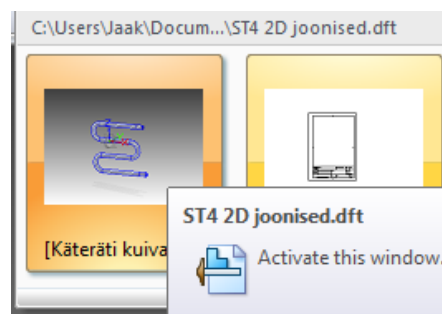 C:\Users\Jaak\Docum...\ST4 2D joonised.dft
[Käteräti kuiva
ST4 2D joonised.dft
Activate this window.